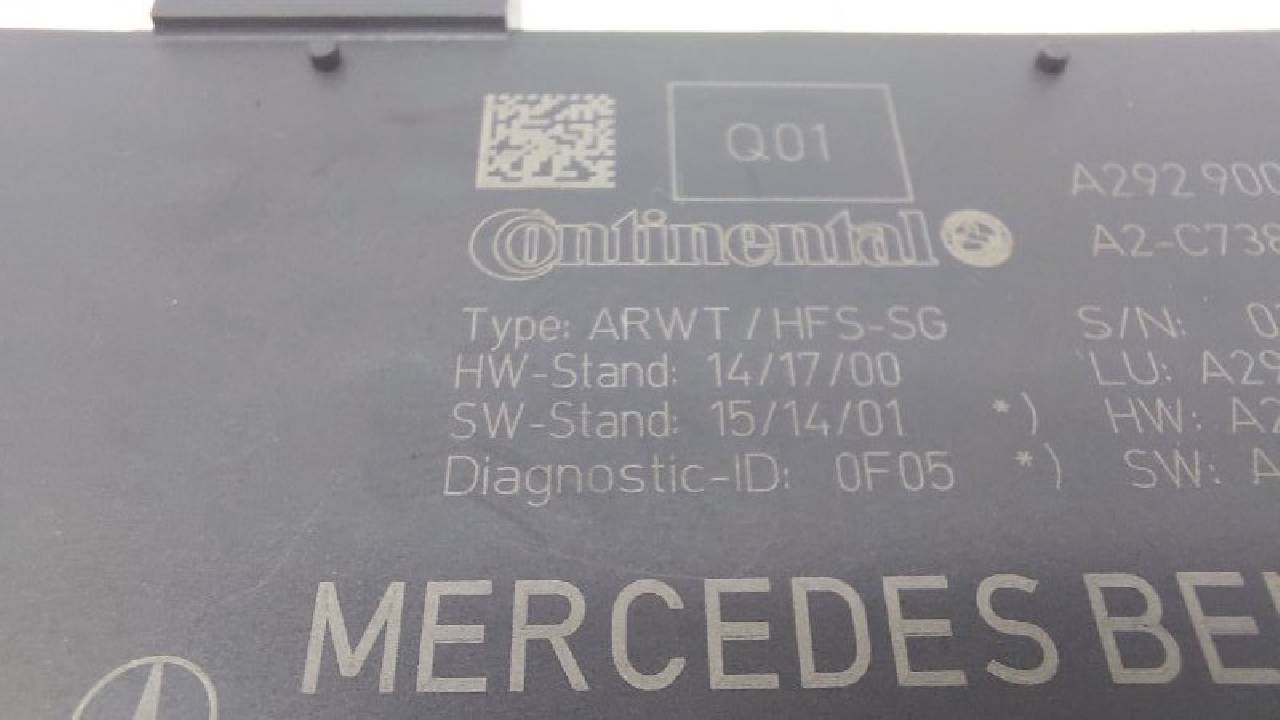 Q01
A292 900
Continental
A2-C738
Type: ARWT / HFS-SG
S/N: 0
HW-Stand: 14/17/00
LU: A29
SW-Stand: 15/14/01 *)
HW: A2
Diagnostic-ID: 0F05 *)
SW: A
MERCEDES BE